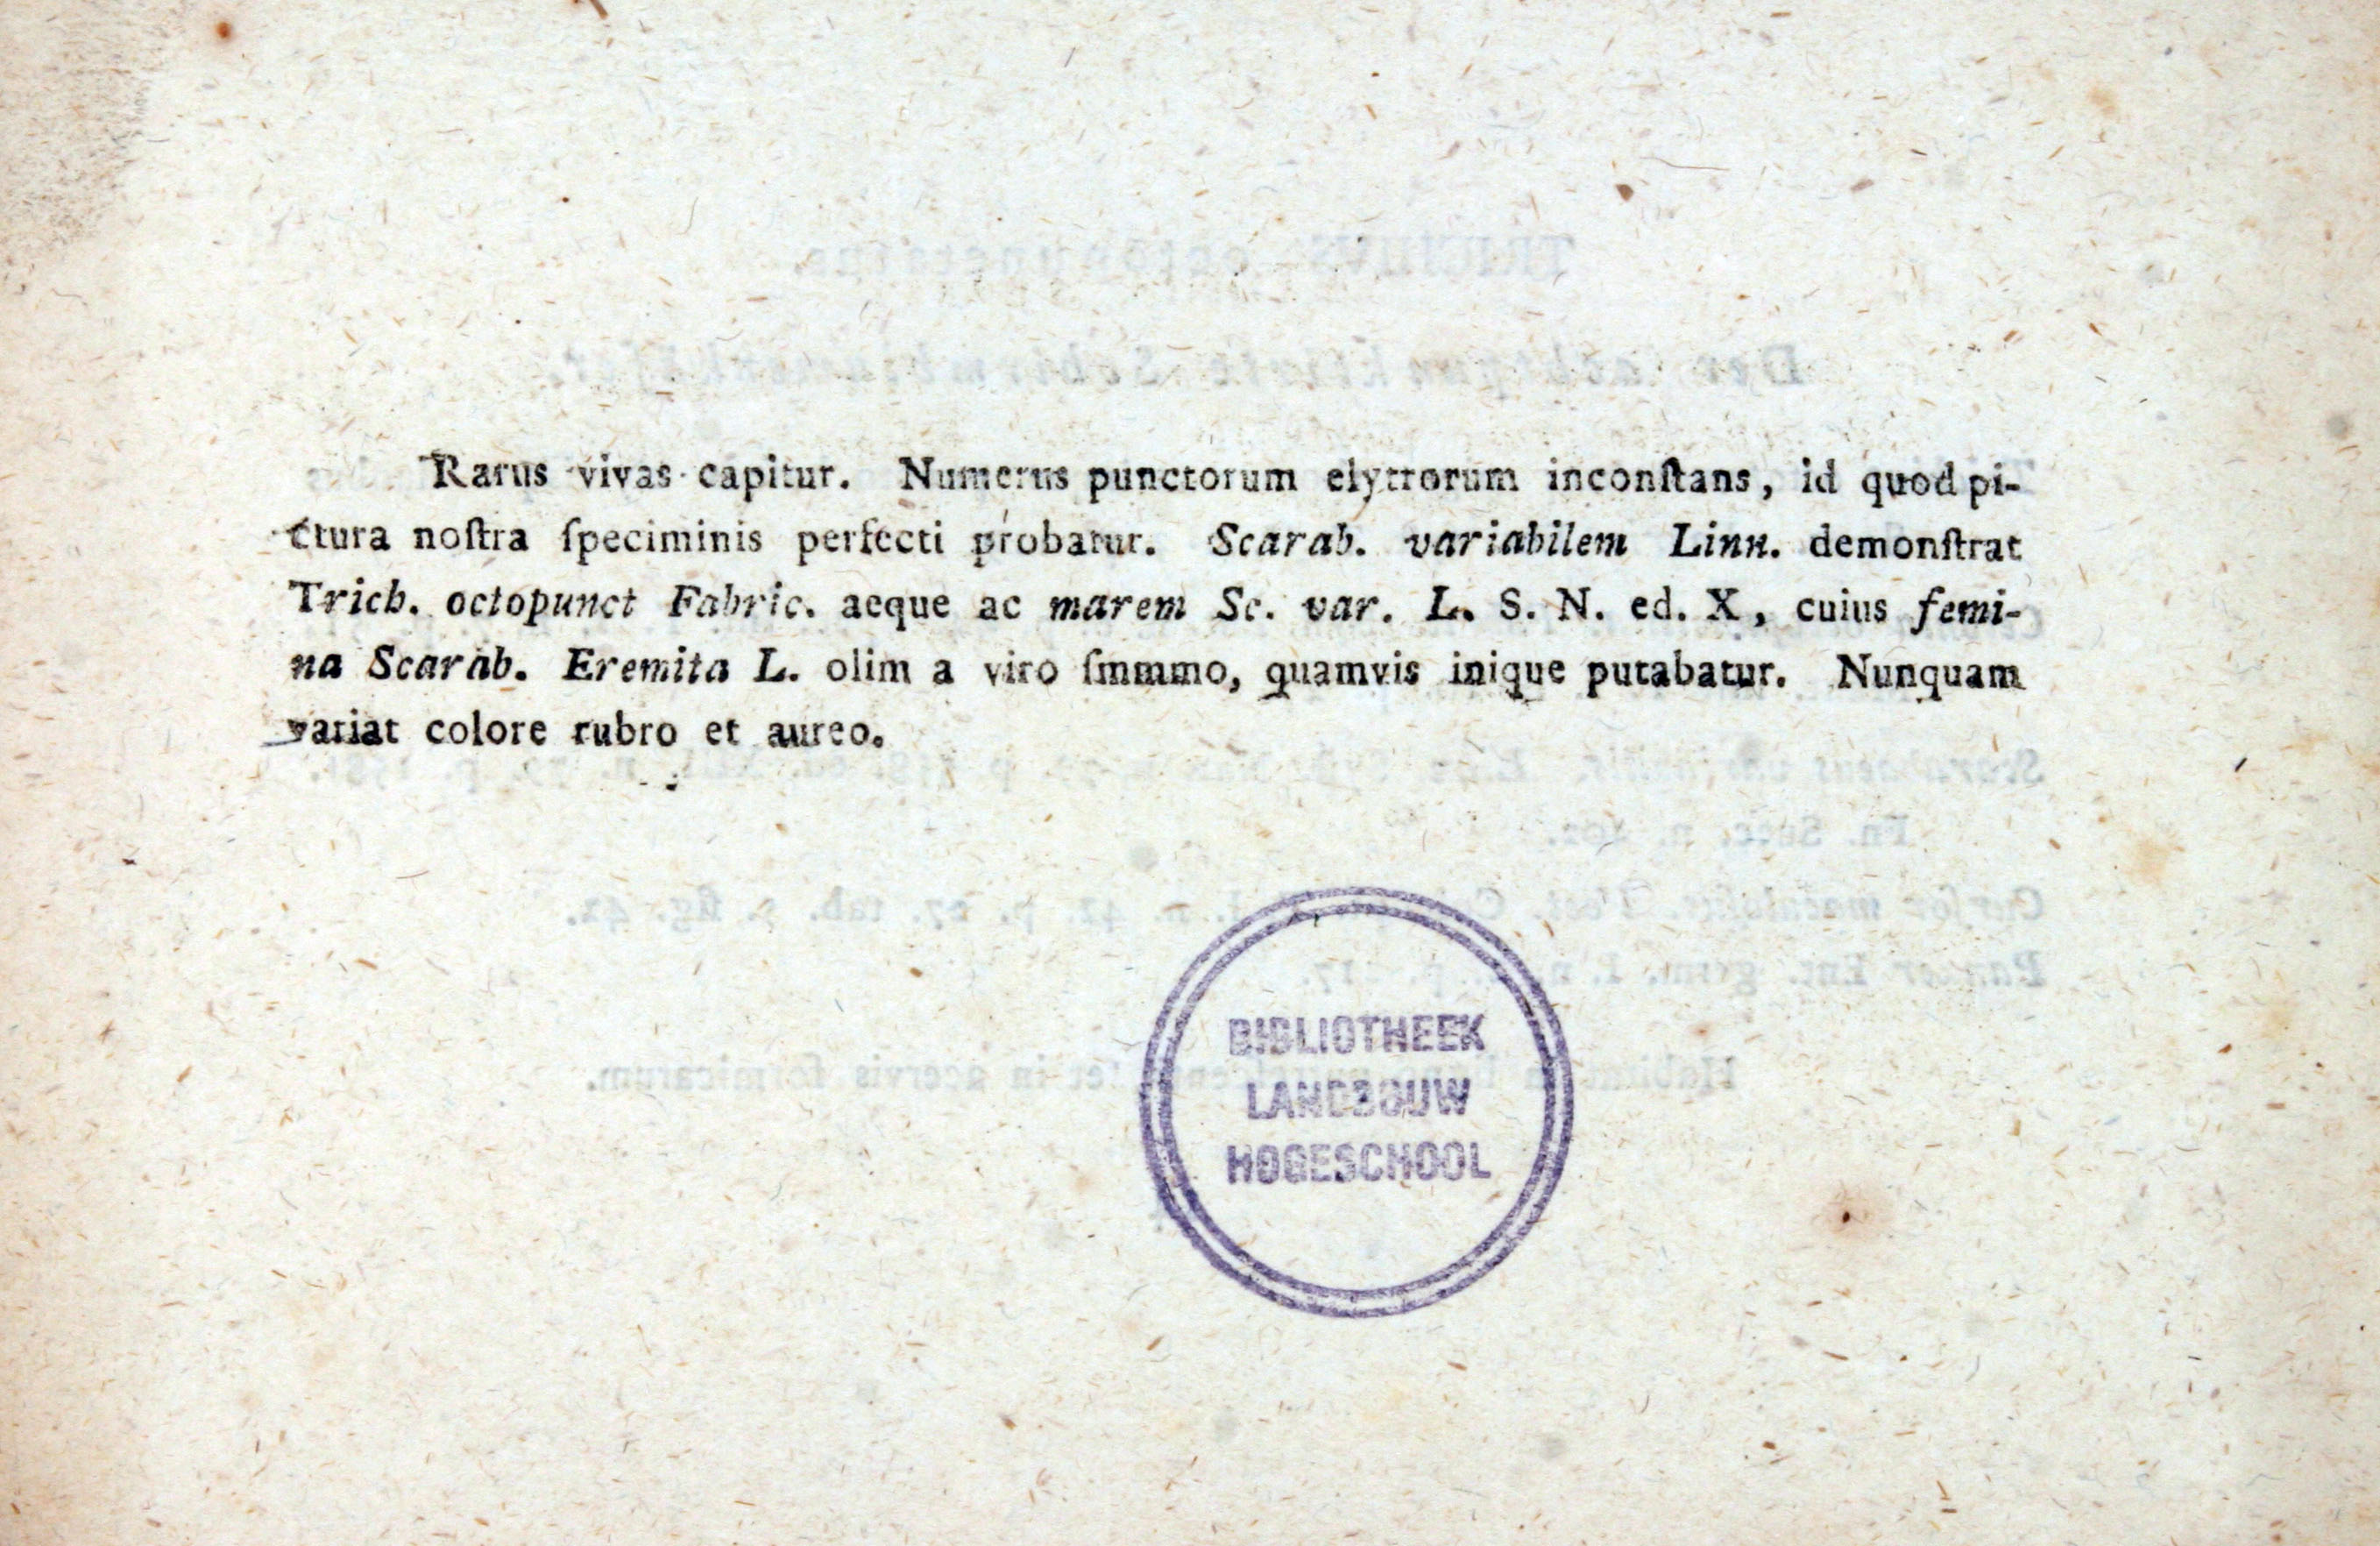 Rarus vivas capitur. Numerus punctorum elytrorum inconſtans, id quod pi-
ctura noſtra ſpeciminis perfecti probatur. Scarab. variabilem Linn. demonſtrat
Trich. octopunct Fabric. aeque ac marem Sc. var. L. S. N. ed. X, cuius femi-
na Scarab. Eremita L. olim a viro ſmmmo, quamvis inique putabatur. Nunquam
variat colore rubro et aureo.
BIBLIOTHEEK
LANDBOUW
HOGESCHOOL